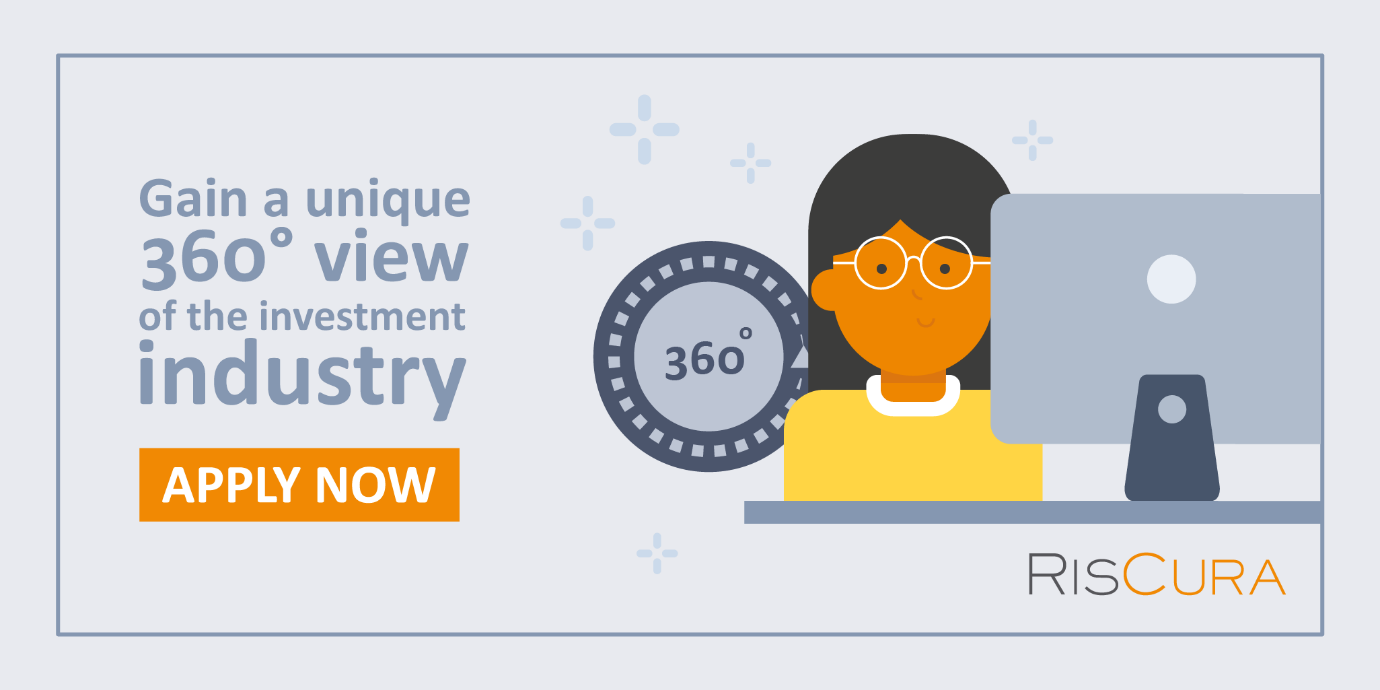 Gain a unique
360° view
of the investment
industry
APPLY NOW
360°
RISCURA